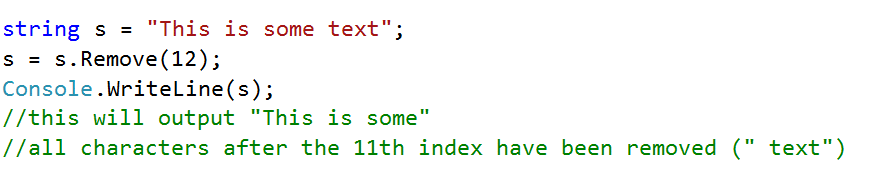 string s = "This is some text";
s = s.Remove(12);
Console.WriteLine(s);
//this will output "This is some"
//all characters after the 11th index have been removed (" text")